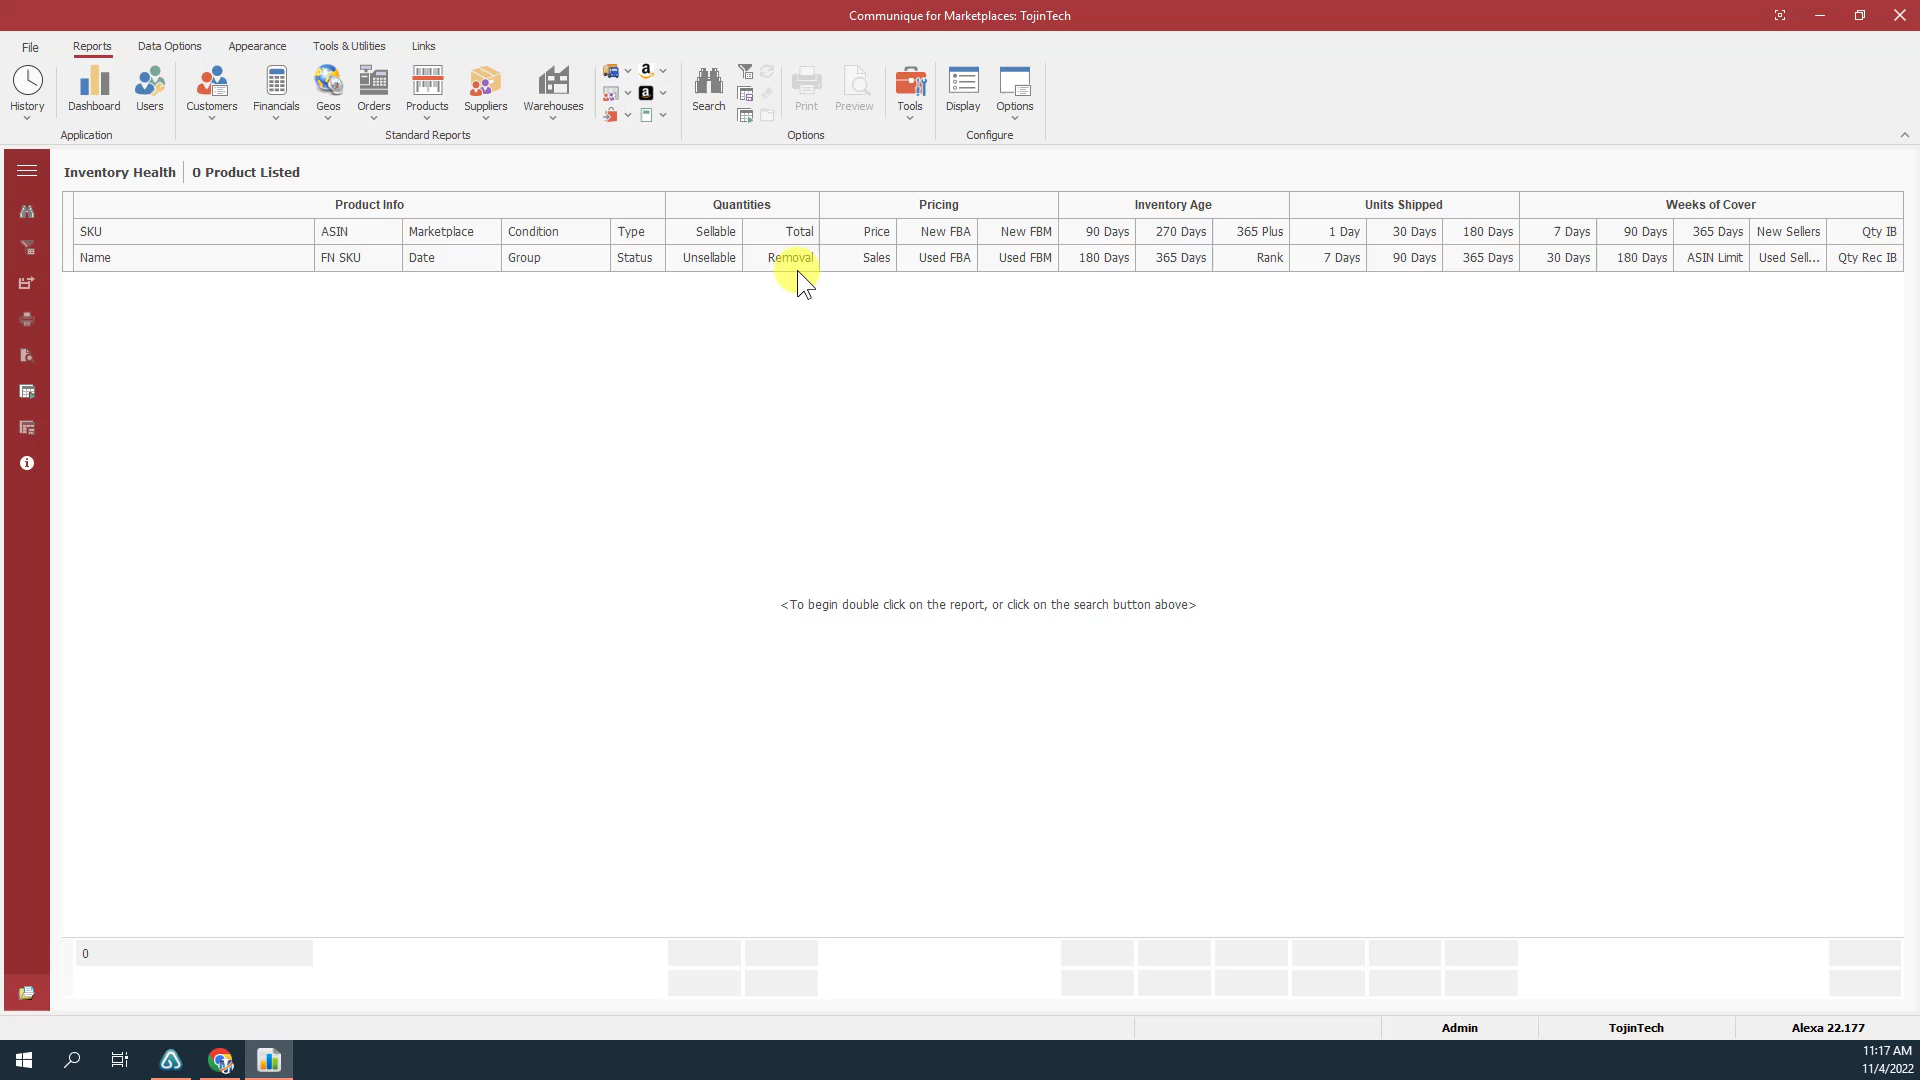 Communique for Marketplaces: TojinTech
File Reports Data Options Appearance Tools & Utilities Links
History Dashboard Users Customers Financials Geos Orders Products Suppliers Warehouses Search Print Preview Tools Display Options
Application Standard Reports Options Configure
Inventory Health 0 Product Listed
Product Info Quantities Pricing Inventory Age Units Shipped Weeks of Cover
SKU ASIN Marketplace Condition Type Sellable Total Price New FBA New FBM 90 Days 270 Days 365 Plus 1 Day 30 Days 180 Days 7 Days 90 Days 365 Days New Sellers Qty IB
Name FN SKU Date Group Status Unsellable Removal Sales Used FBA Used FBM 180 Days 365 Days Rank 7 Days 90 Days 365 Days 30 Days 180 Days ASIN Limit Used Sell... Qty Rec IB
<To begin double click on the report, or click on the search button above>
0
Admin TojinTech Alexa 22.177
11:17 AM
11/4/2022